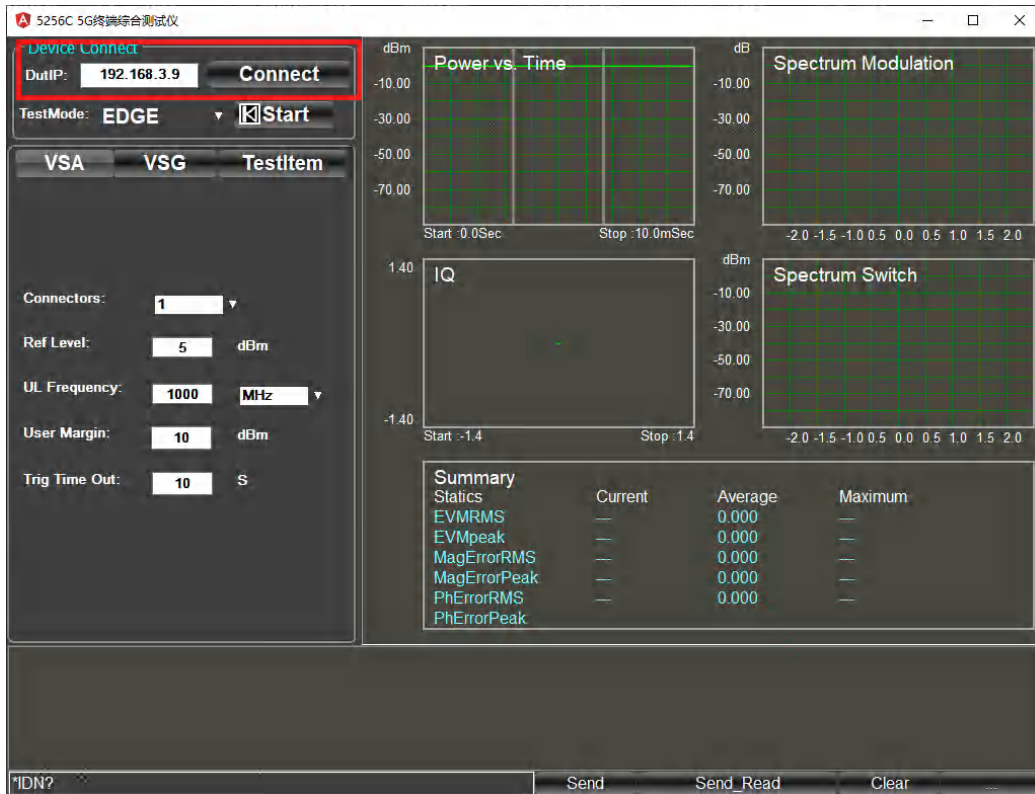 5256C 5G终端综合测试仪
Device Connect
DutIP: 192.168.3.9 Connect
TestMode: EDGE Start
VSA VSG TestItem
Connectors: 1
Ref Level: 5 dBm
UL Frequency: 1000 MHz
User Margin: 10 dBm
Trig Time Out: 10 S
dBm
Power vs. Time
-10.00
-30.00
-50.00
-70.00
Start :0.0Sec Stop :10.0mSec
dB
Spectrum Modulation
-10.00
-30.00
-50.00
-70.00
-2.0 -1.5 -1.0 0.5 0.0 0.5 1.0 1.5 2.0
1.40
IQ
-1.40
Start :-1.4 Stop :1.4
dBm
Spectrum Switch
-10.00
-30.00
-50.00
-70.00
-2.0 -1.5 -1.0 0.5 0.0 0.5 1.0 1.5 2.0
Summary
Statics Current Average Maximum
EVMRMS — 0.000 —
EVMpeak — 0.000 —
MagErrorRMS — 0.000 —
MagErrorPeak — 0.000 —
PhErrorRMS — 0.000 —
PhErrorPeak
*IDN? Send Send_Read Clear ...